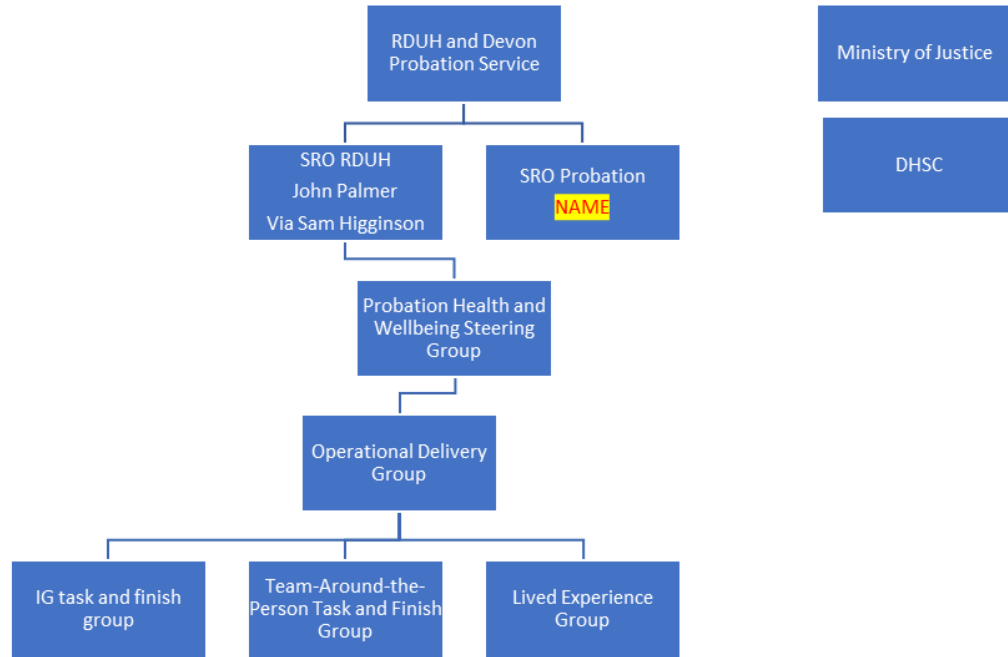 RDUH and Devon
Probation Service
Ministry of Justice
SRO RDUH
John Palmer
Via Sam Higginson
SRO Probation
NAME
DHSC
Probation Health and
Wellbeing Steering
Group
Operational Delivery
Group
IG task and finish
group
Team-Around-the-
Person Task and Finish
Group
Lived Experience
Group